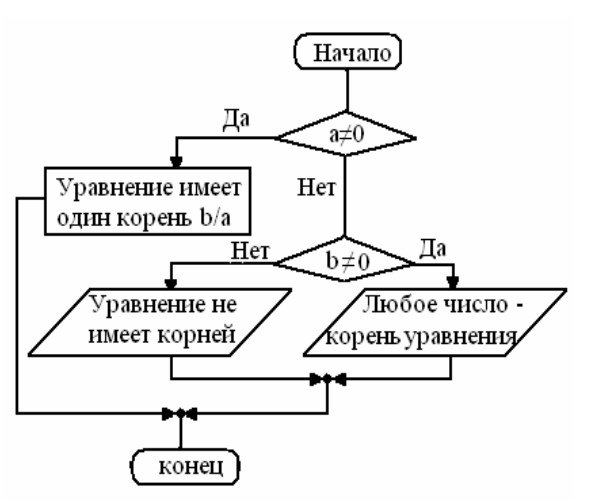 Начало
Да
a≠0
Уравнение имеет
один корень b/a
Нет
Нет
b≠0
Да
Уравнение не
имеет корней
Любое число -
корень уравнения
конец